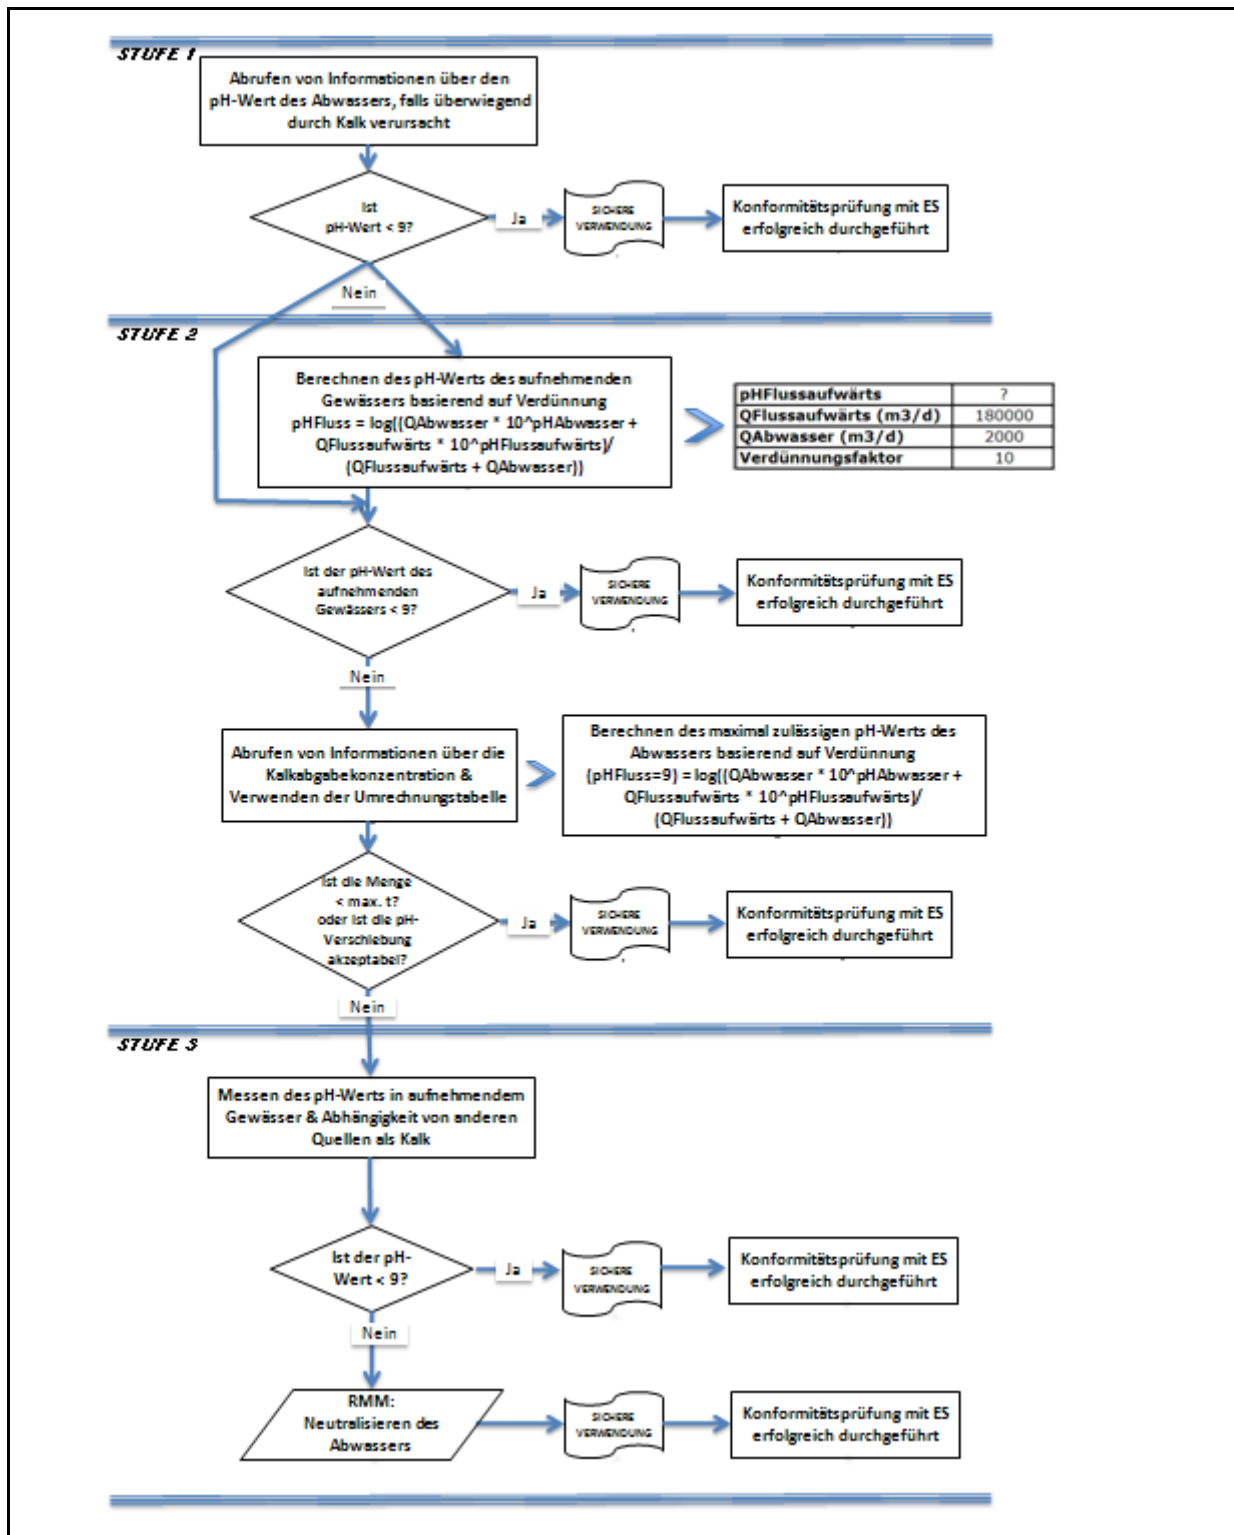 STUFE 1
Abrufen von Informationen über den
pH-Wert des Abwassers, falls überwiegend
durch Kalk verursacht
Ist
pH-Wert < 9?
Ja
SICHERE
VERWENDUNG
Konformitätsprüfung mit ES
erfolgreich durchgeführt
Nein
STUFE 2
Berechnen des pH-Werts des aufnehmenden
Gewässers basierend auf Verdünnung
pHFluss = log((QAbwasser * 10^pHAbwasser +
QFlussaufwärts * 10^pHFlussaufwärts)/
(QFlussaufwärts + QAbwasser))
pHFlussaufwärts ?
QFlussaufwärts (m3/d) 180000
QAbwasser (m3/d) 2000
Verdünnungsfaktor 10
Ist der pH-Wert des
aufnehmenden
Gewässers < 9?
Ja
SICHERE
VERWENDUNG
Konformitätsprüfung mit ES
erfolgreich durchgeführt
Nein
Abrufen von Informationen über die
Kalkabgabekonzentration &
Verwenden der Umrechnungstabelle
Berechnen des maximal zulässigen pH-Werts des
Abwassers basierend auf Verdünnung
(pHFluss=9) = log((QAbwasser * 10^pHAbwasser +
QFlussaufwärts * 10^pHFlussaufwärts)/
(QFlussaufwärts + QAbwasser))
Ist die Menge
< max. t?
oder ist die pH-
Verschiebung
akzeptabel?
Ja
SICHERE
VERWENDUNG
Konformitätsprüfung mit ES
erfolgreich durchgeführt
Nein
STUFE 3
Messen des pH-Werts in aufnehmendem
Gewässer & Abhängigkeit von anderen
Quellen als Kalk
Ist der pH-
Wert < 9?
Ja
SICHERE
VERWENDUNG
Konformitätsprüfung mit ES
erfolgreich durchgeführt
Nein
RMM:
Neutralisieren des
Abwassers
SICHERE
VERWENDUNG
Konformitätsprüfung mit ES
erfolgreich durchgeführt